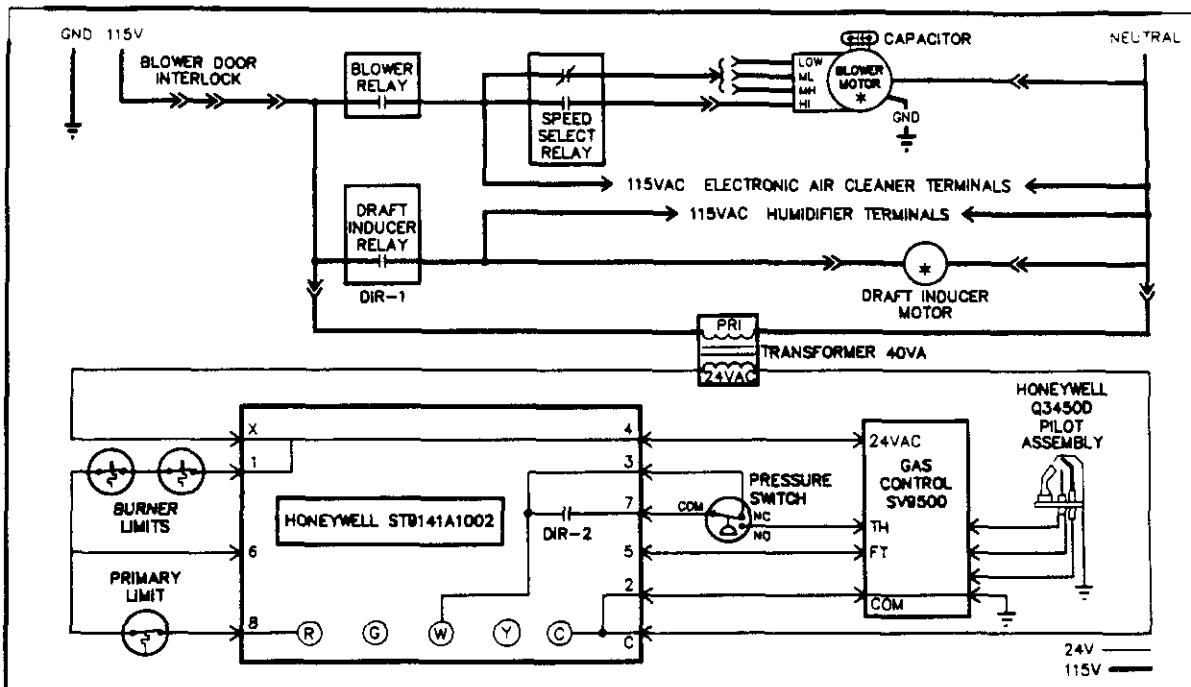 GND 115V
BLOWER DOOR
INTERLOCK
BLOWER
RELAY
SPEED
SELECT
RELAY
LOW
ML
MH
HI
CAPACITOR
BLOWER
MOTOR
*
GND
NEUTRAL
115VAC ELECTRONIC AIR CLEANER TERMINALS
115VAC HUMIDIFIER TERMINALS
DRAFT
INDUCER
RELAY
DIR-1
*
DRAFT INDUCER
MOTOR
PRI
TRANSFORMER 40VA
24VAC
X
1
6
8
BURNER
LIMITS
PRIMARY
LIMIT
HONEYWELL ST9141A1002
DIR-2
R G W Y C
4
3
7
5
2
C
PRESSURE
SWITCH
COM
NC
NO
24VAC
GAS
CONTROL
SV9500
TH
FT
COM
HONEYWELL
Q3450D
PILOT
ASSEMBLY
24V
115V